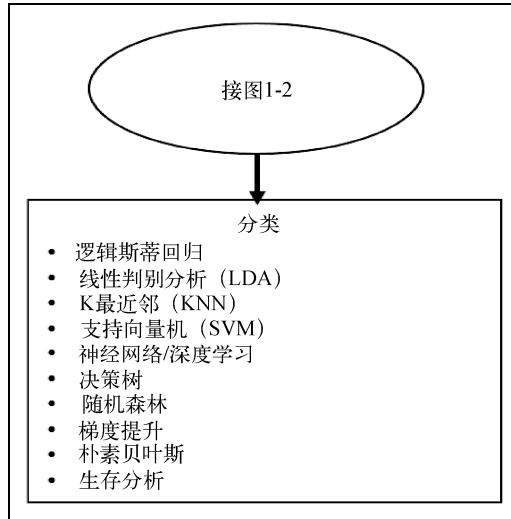 接图1-2
分类
• 逻辑斯蒂回归
• 线性判别分析（LDA）
• K最近邻（KNN）
• 支持向量机（SVM）
• 神经网络/深度学习
• 决策树
• 随机森林
• 梯度提升
• 朴素贝叶斯
• 生存分析